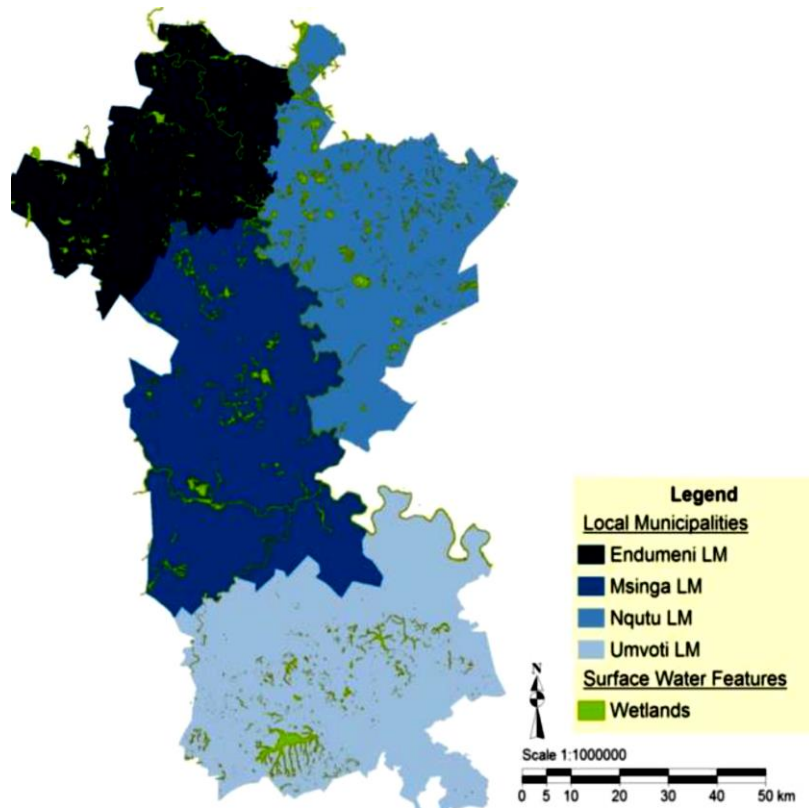 Legend
Local Municipalities
Endumeni LM
Msinga LM
Nqutu LM
Umvoti LM
Surface Water Features
Wetlands
N
Scale 1:1000000
0 5 10 20 30 40 50 km